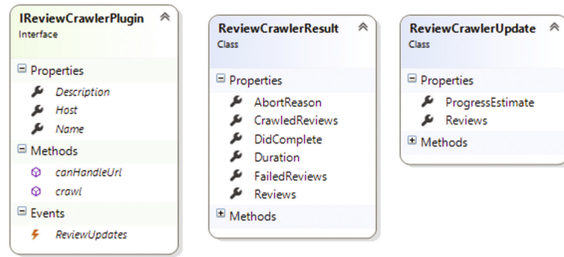 IReviewCrawlerPlugin
Interface
Properties
Description
Host
Name
Methods
canHandleUrl
crawl
Events
ReviewUpdates
ReviewCrawlerResult
Class
Properties
AbortReason
CrawledReviews
DidComplete
Duration
FailedReviews
Reviews
Methods
ReviewCrawlerUpdate
Class
Properties
ProgressEstimate
Reviews
Methods